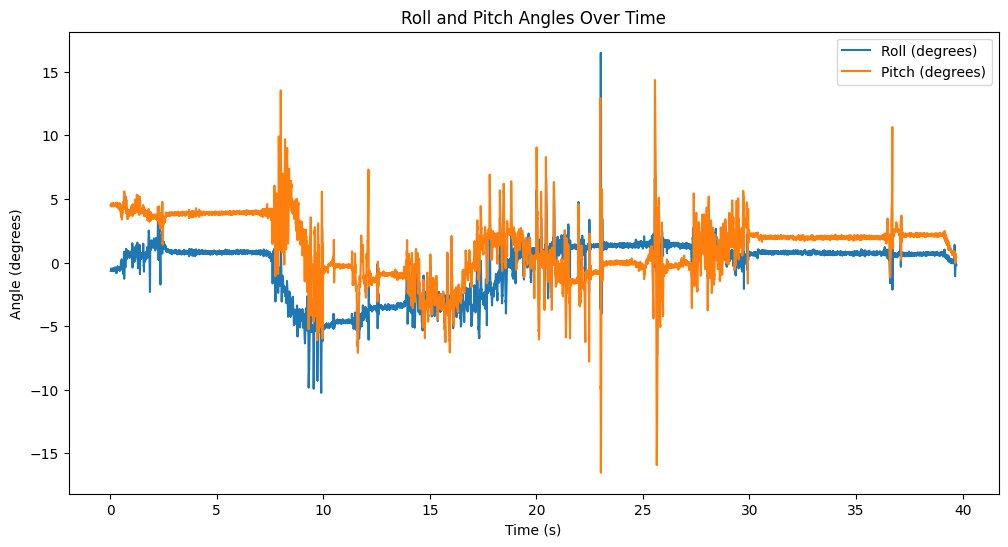 Roll and Pitch Angles Over Time
Roll (degrees)
Pitch (degrees)
Angle (degrees)
15
10
5
0
−5
−10
−15
0 5 10 15 20 25 30 35 40
Time (s)